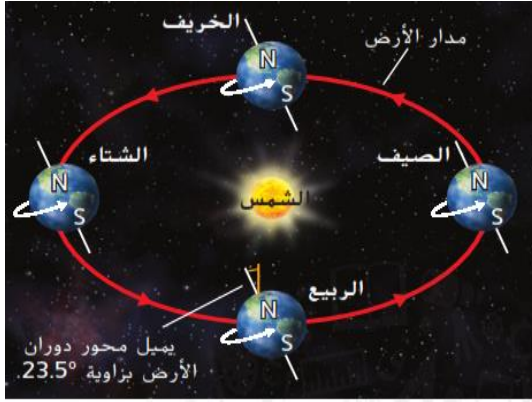 الخريف
N
S
مدار الأرض
الشتاء
N
S
الشمس
الصيف
N
S
الربيع
N
S
يميل محور دوران
الأرض بزاوية 23.5°.